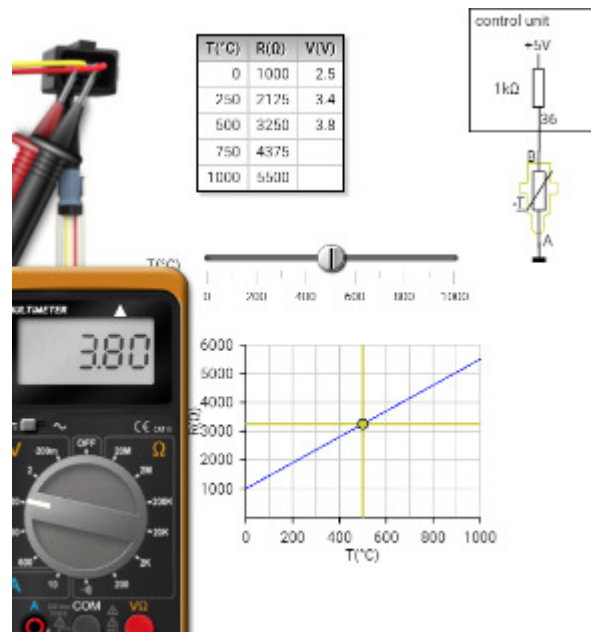 control unit
+5V
1kΩ
36
B
-T
A
T(°C) R(Ω) V(V)
0 1000 2.5
250 2125 3.4
500 3250 3.8
750 4375
1000 5500
T(°C)
0 200 400 600 800 1000
MULTIMETER
3.80
CE
V 200m OFF 20M Ω
2 2M
200K
20K
600 2K
A 10 200
A COM VΩ
R(Ω)
6000
5000
4000
3000
2000
1000
0 200 400 600 800 1000
T(°C)